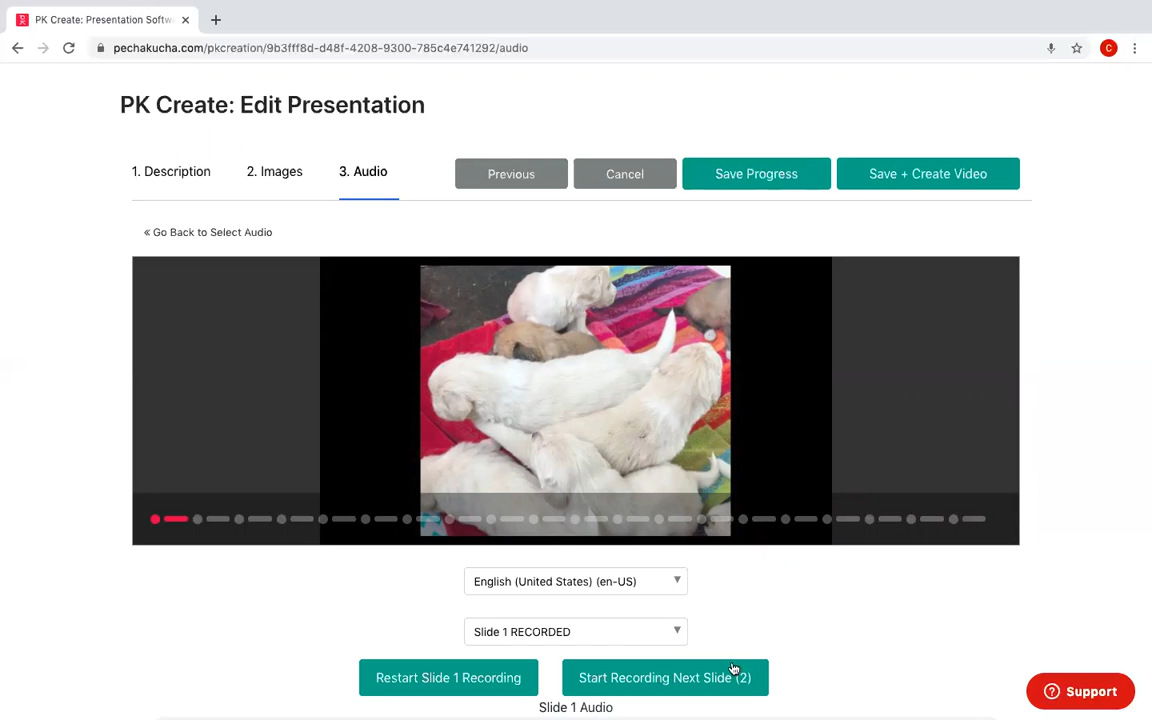 PK Create: Presentation Softw
pechakucha.com/pkcreation/9b3fff8d-d48f-4208-9300-785c4e741292/audio
C
PK Create: Edit Presentation
1. Description
2. Images
3. Audio
Previous
Cancel
Save Progress
Save + Create Video
« Go Back to Select Audio
English (United States) (en-US)
Slide 1 RECORDED
Restart Slide 1 Recording
Start Recording Next Slide (2)
Slide 1 Audio
? Support